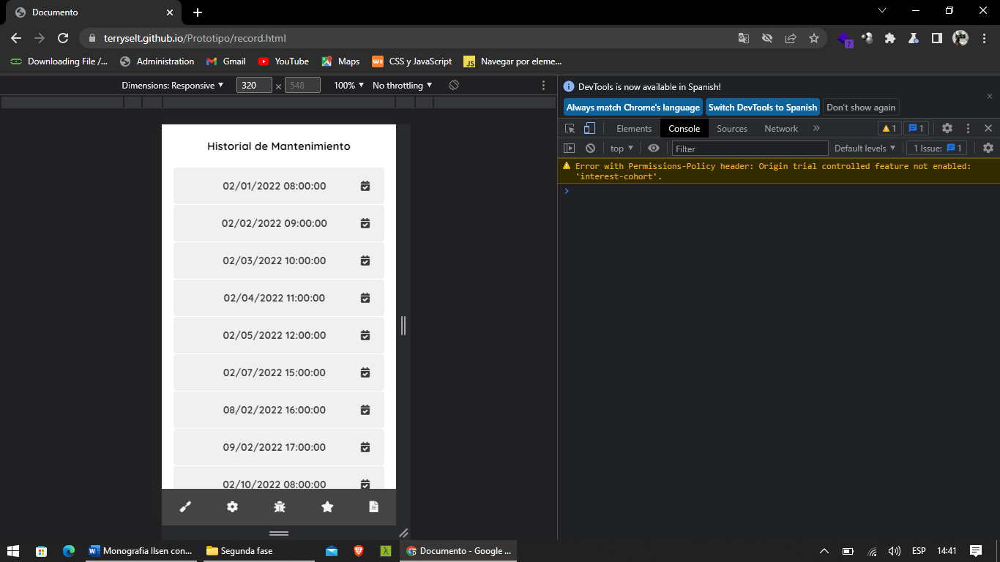 Documento
terryselt.github.io/Prototipo/record.html
7
Downloading File /...
Administration
Gmail
YouTube
Maps
CSS y JavaScript
Navegar por eleme...
Dimensions: Responsive
320
×
548
100%
No throttling
DevTools is now available in Spanish!
Always match Chrome's language
Switch DevTools to Spanish
Don't show again
Elements
Console
Sources
Network
1
1
top
Filter
Default levels
1 Issue:
1
Error with Permissions-Policy header: Origin trial controlled feature not enabled:
'interest-cohort'.
Historial de Mantenimiento
02/01/2022 08:00:00
02/02/2022 09:00:00
02/03/2022 10:00:00
02/04/2022 11:00:00
02/05/2022 12:00:00
02/07/2022 15:00:00
08/02/2022 16:00:00
09/02/2022 17:00:00
02/10/2022 08:00:00
Monografia Ilsen con...
Segunda fase
Documento - Google ...
ESP
14:41